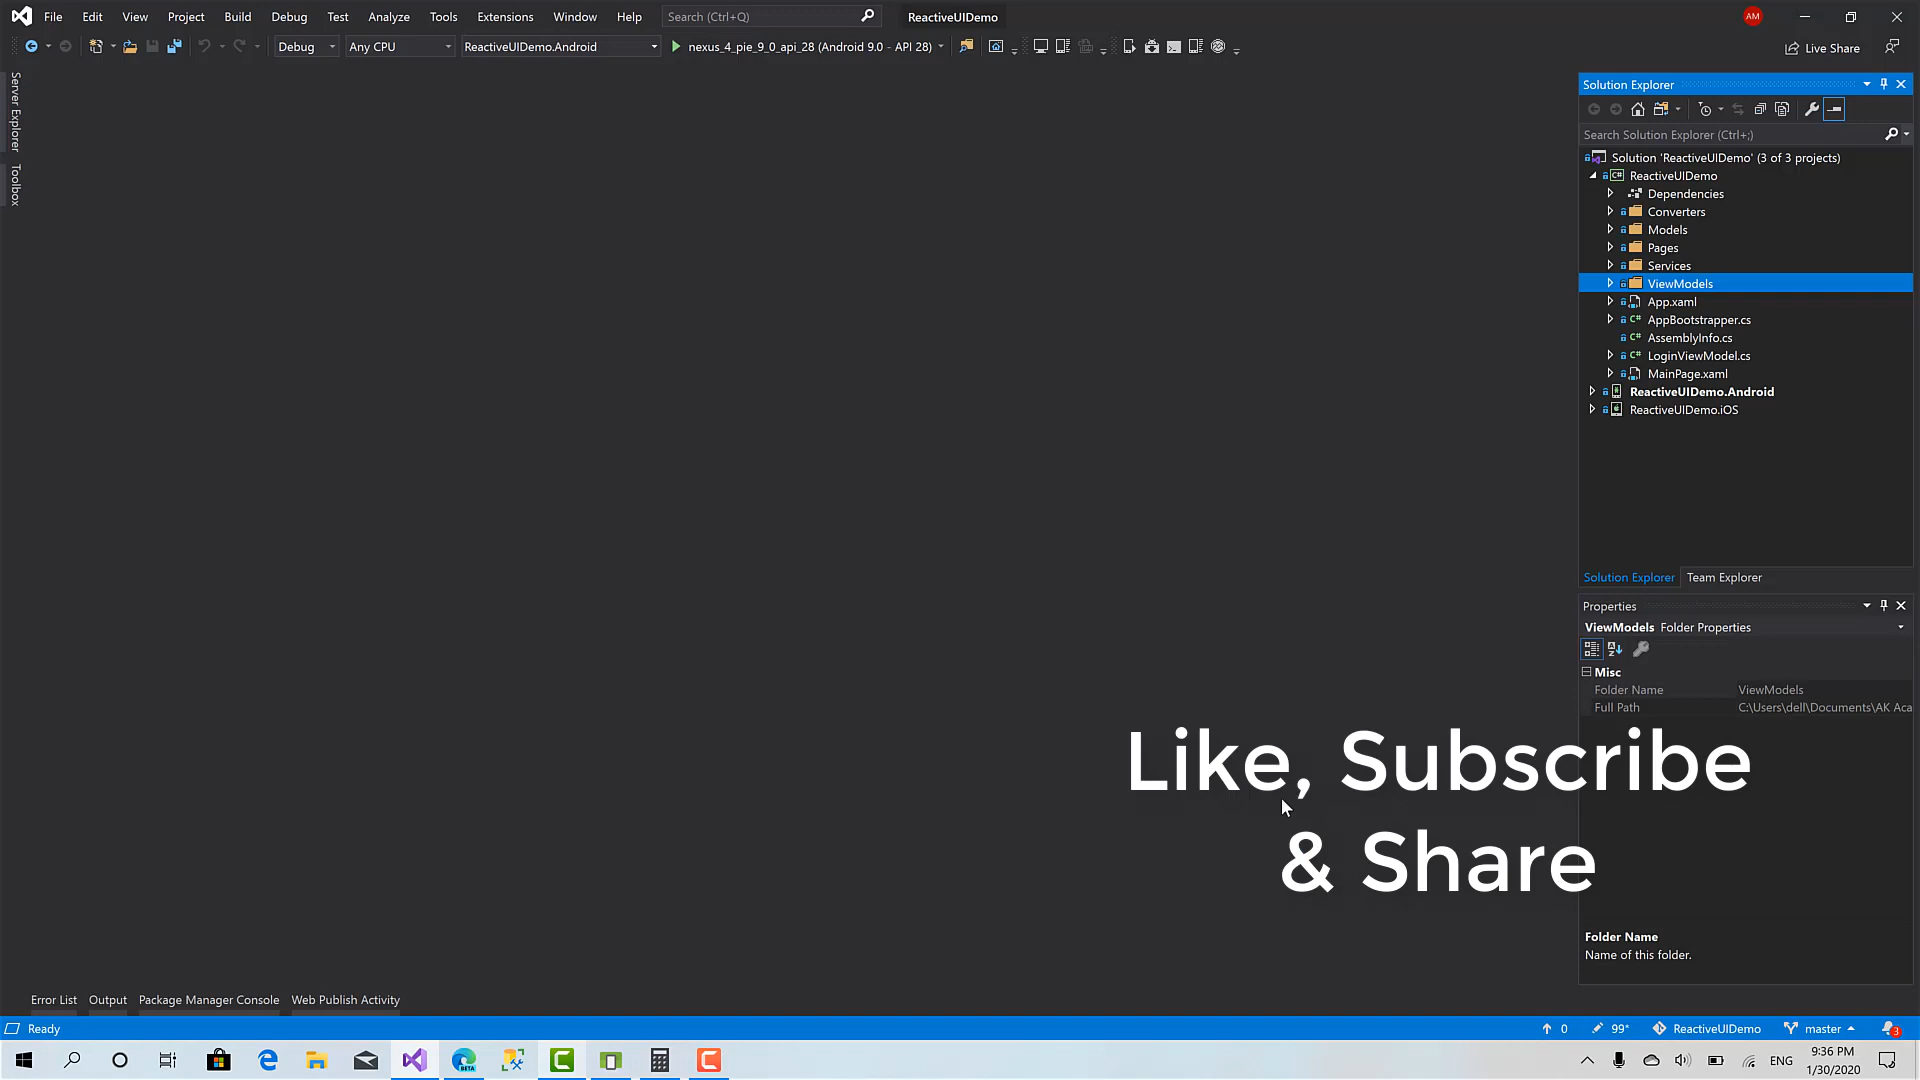 File Edit View Project Build Debug Test Analyze Tools Extensions Window Help Search (Ctrl+Q) ReactiveUIDemo AM
Debug Any CPU ReactiveUIDemo.Android nexus_4_pie_9_0_api_28 (Android 9.0 - API 28) Live Share
Server Explorer
Toolbox
Solution Explorer
Search Solution Explorer (Ctrl+;)
Solution 'ReactiveUIDemo' (3 of 3 projects)
ReactiveUIDemo
Dependencies
Converters
Models
Pages
Services
ViewModels
App.xaml
AppBootstrapper.cs
AssemblyInfo.cs
LoginViewModel.cs
MainPage.xaml
ReactiveUIDemo.Android
ReactiveUIDemo.iOS
Solution Explorer Team Explorer
Properties
ViewModels Folder Properties
Misc
Folder Name ViewModels
Full Path C:\Users\dell\Documents\AK Aca
Like, Subscribe
& Share
Folder Name
Name of this folder.
Error List Output Package Manager Console Web Publish Activity
Ready 0 99* ReactiveUIDemo master 3
BETA ENG 9:36 PM
1/30/2020